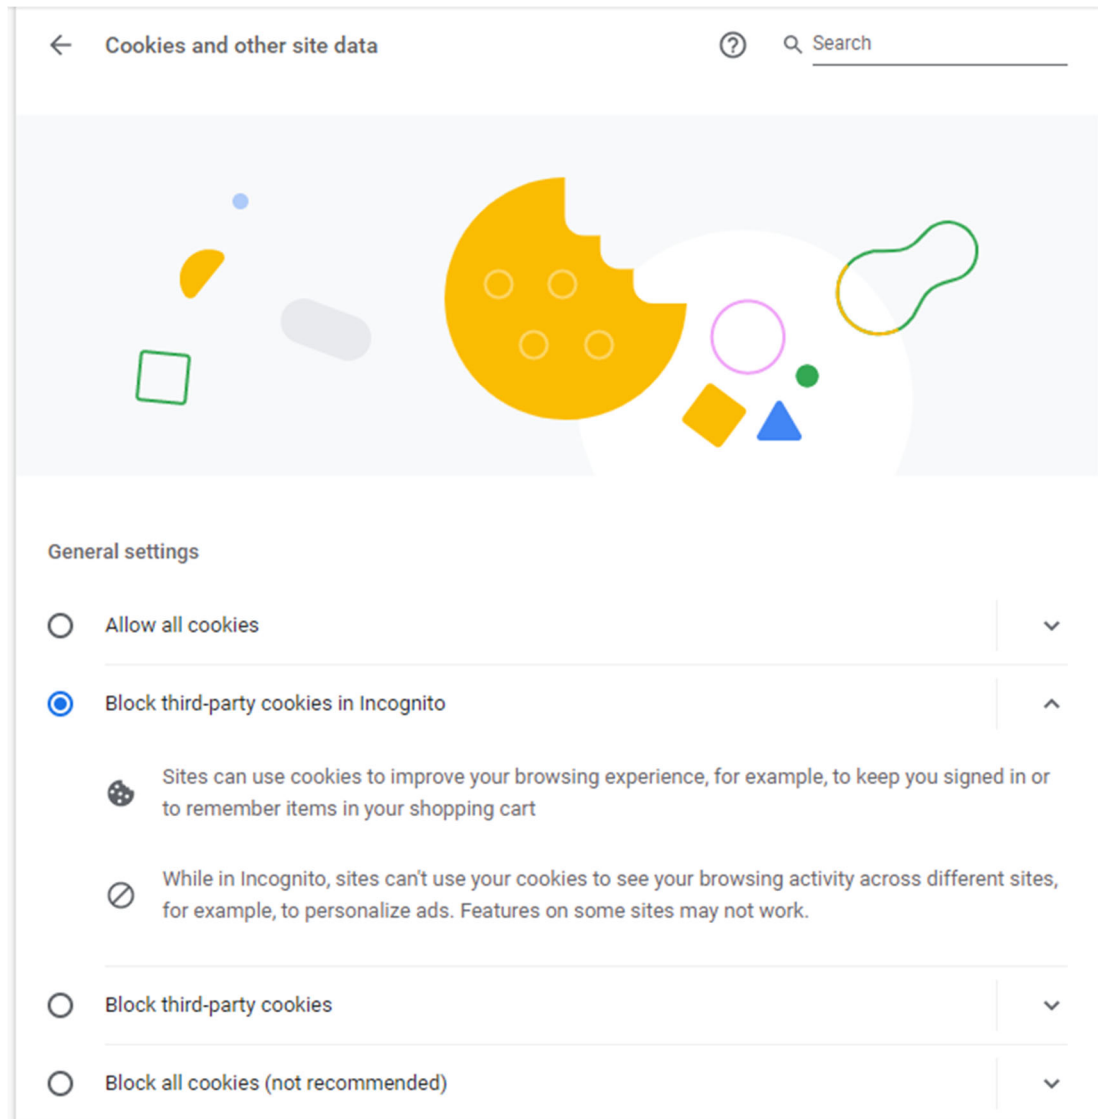 Cookies and other site data
Search
General settings
Allow all cookies
Block third-party cookies in Incognito
Sites can use cookies to improve your browsing experience, for example, to keep you signed in or
to remember items in your shopping cart
While in Incognito, sites can't use your cookies to see your browsing activity across different sites,
for example, to personalize ads. Features on some sites may not work.
Block third-party cookies
Block all cookies (not recommended)